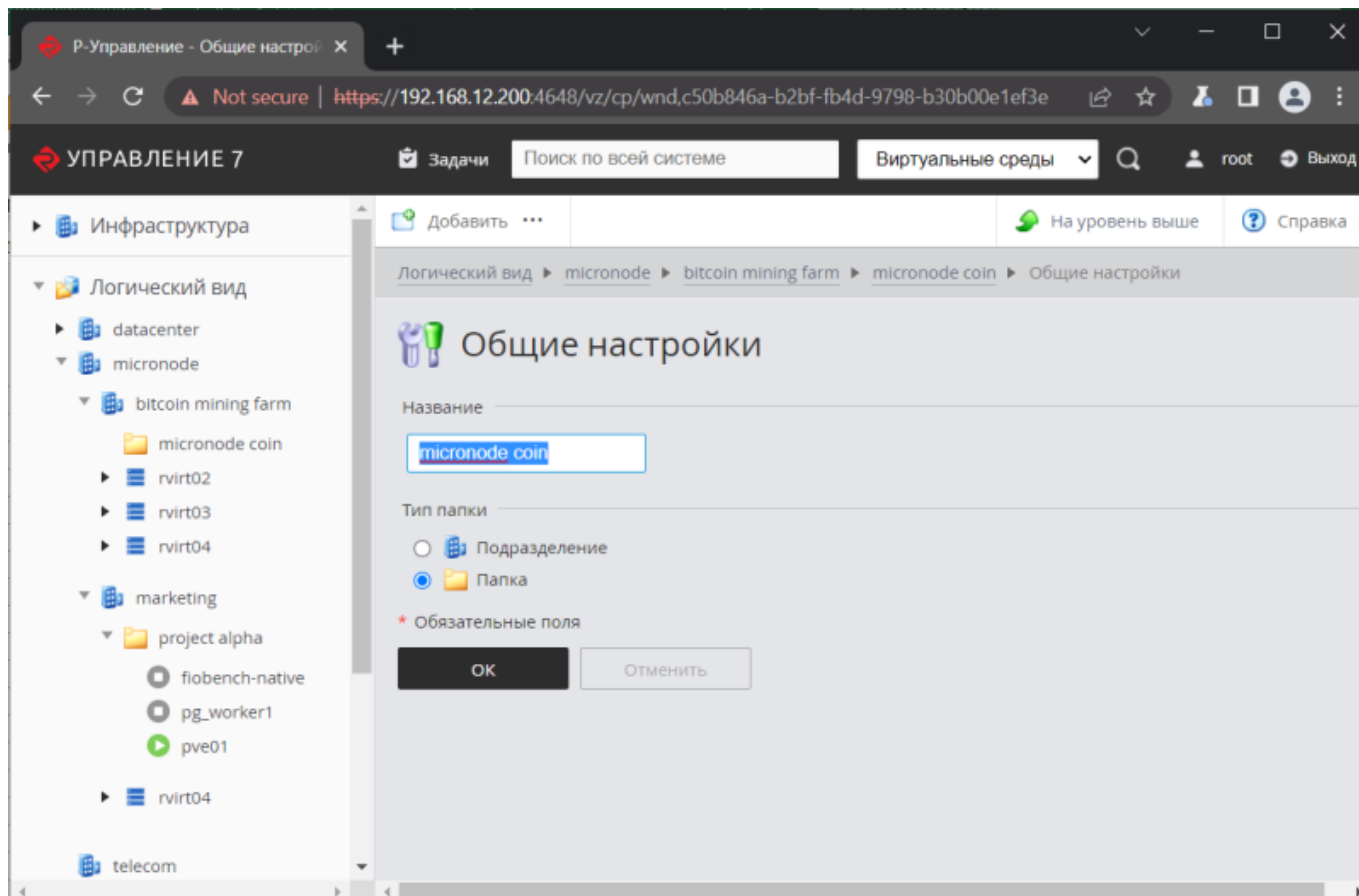 Р-Управление - Общие настрой
Not secure | https://192.168.12.200:4648/vz/cp/wnd,c50b846a-b2bf-fb4d-9798-b30b00e1ef3e
УПРАВЛЕНИЕ 7
Задачи
Поиск по всей системе
Виртуальные среды
root
Выход
Инфраструктура
Логический вид
datacenter
micronode
bitcoin mining farm
micronode coin
rvirt02
rvirt03
rvirt04
marketing
project alpha
fiobench-native
pg_worker1
pve01
rvirt04
telecom
Добавить ...
На уровень выше
Справка
Логический вид micronode bitcoin mining farm micronode coin Общие настройки
Общие настройки
Название
micronode coin
Тип папки
Подразделение
Папка
* Обязательные поля
ОК
Отменить